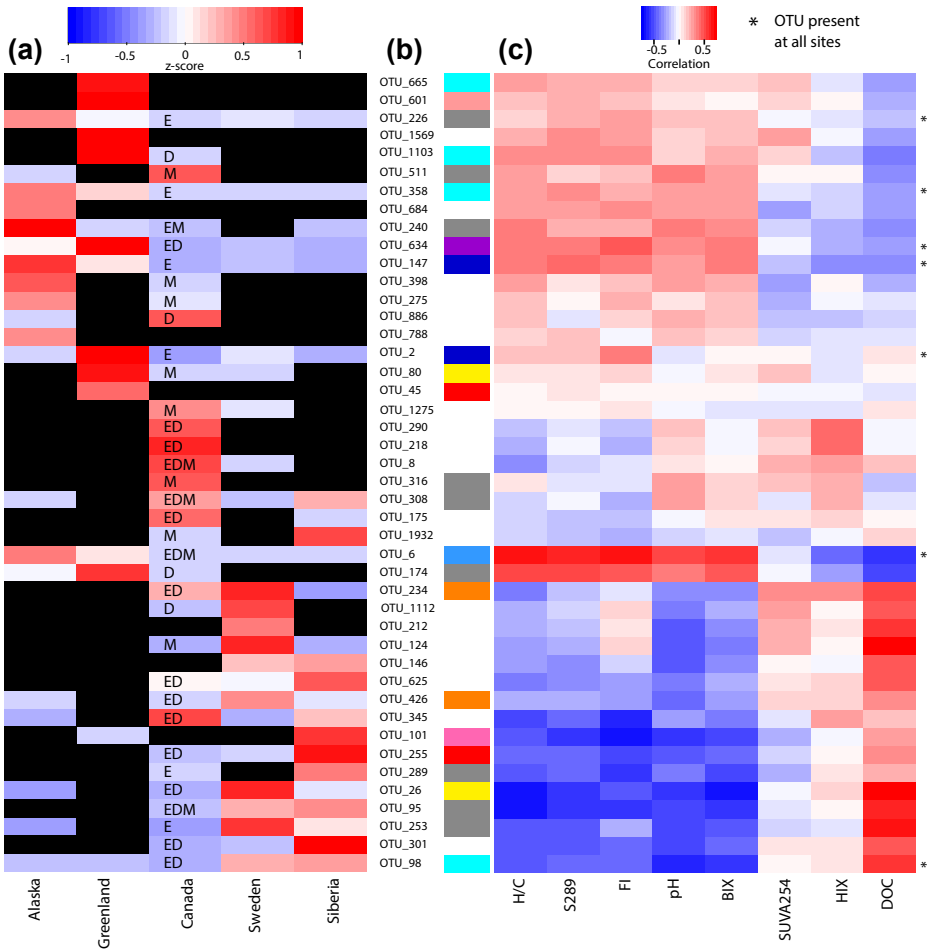 -1 -0.5 0 0.5 1
z-score
-0.5 0.5
Correlation
* OTU present
at all sites
(a) (b) (c)
OTU_665
OTU_601
E OTU_226 *
OTU_1569
D OTU_1103
M OTU_511
E OTU_358 *
OTU_684
EM OTU_240
ED OTU_634 *
E OTU_147 *
M OTU_398
M OTU_275
D OTU_886
OTU_788
E OTU_2 *
M OTU_80
OTU_45
M OTU_1275
ED OTU_290
ED OTU_218
EDM OTU_8
M OTU_316
EDM OTU_308
ED OTU_175
M OTU_1932
EDM OTU_6 *
D OTU_174
ED OTU_234
D OTU_1112
OTU_212
M OTU_124
OTU_146
ED OTU_625
ED OTU_426
ED OTU_345
OTU_101
ED OTU_255
E OTU_289
ED OTU_26
EDM OTU_95
E OTU_253
ED OTU_301
ED OTU_98 *
Alaska
Greenland
Canada
Sweden
Siberia
H/C
S289
FI
pH
BIX
SUVA254
HIX
DOC